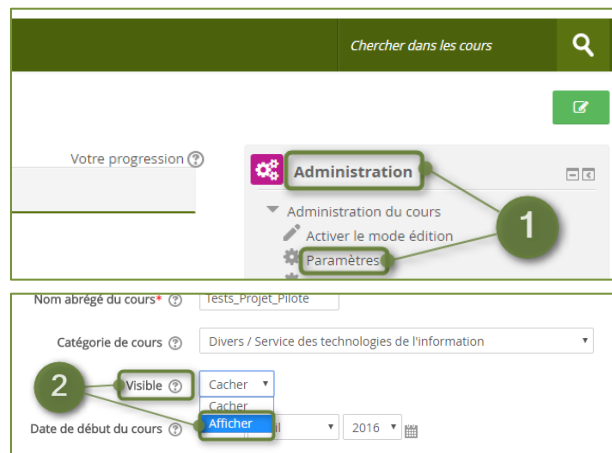 Chercher dans les cours
Votre progression
Administration
Administration du cours
Activer le mode édition
Paramètres
1
Nom abrégé du cours* Tests_Projet_Pilote
Catégorie de cours Divers / Service des technologies de l'information
2 Visible Cacher
Cacher
Afficher
Date de début du cours 2016